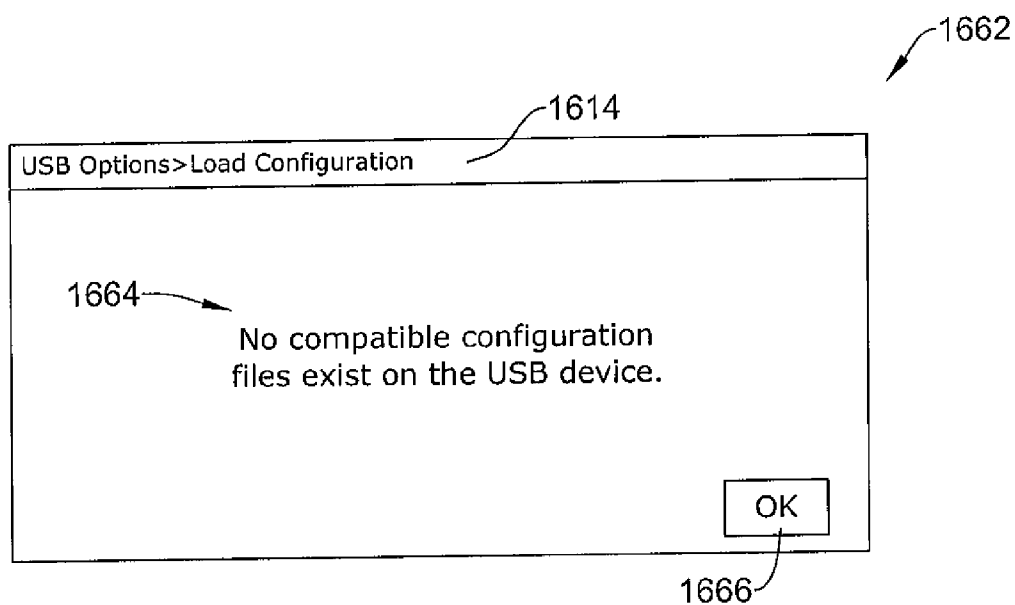 1662
1614
USB Options>Load Configuration
1664
No compatible configuration
files exist on the USB device.
OK
1666